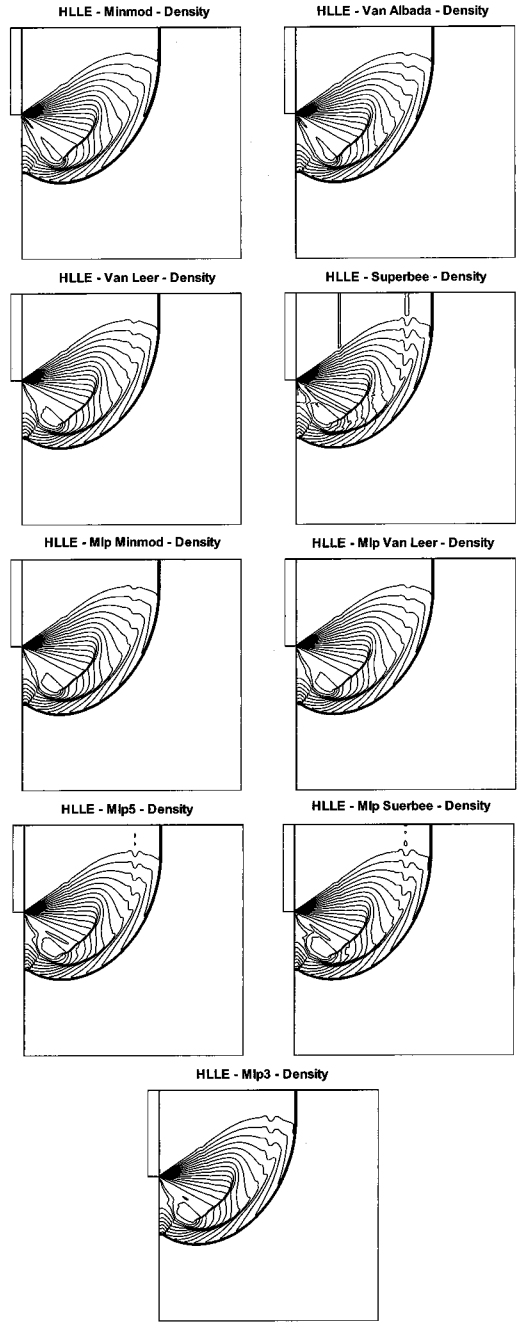 HLLE - Minmod - Density
HLLE - Van Albada - Density
HLLE - Van Leer - Density
HLLE - Superbee - Density
HLLE - Mlp Minmod - Density
HLLE - Mlp Van Leer - Density
HLLE - Mlp5 - Density
HLLE - Mlp Suerbee - Density
HLLE - Mlp3 - Density